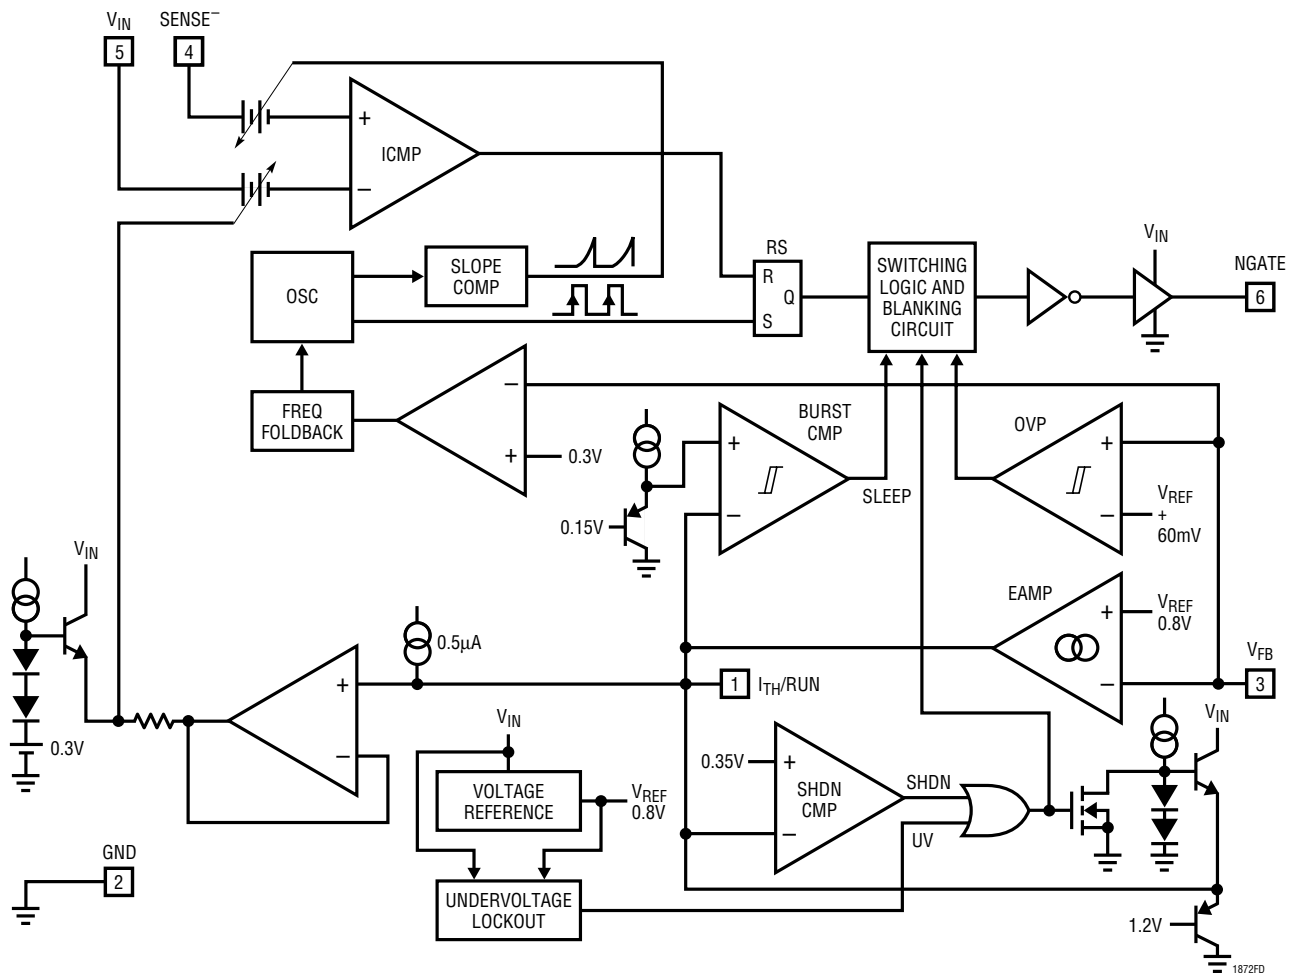 VIN
SENSE–
5
4
+
ICMP
–
VIN
NGATE
RS
SWITCHING
LOGIC AND
BLANKING
CIRCUIT
SLOPE
COMP
R
Q
S
OSC
6
–
FREQ
FOLDBACK
+
0.3V
BURST
CMP
+
–
SLEEP
0.15V
OVP
+
–
VREF
+
60mV
VIN
EAMP
+
VREF
0.8V
–
VFB
3
0.5µA
+
–
1
ITH/RUN
0.3V
VIN
VOLTAGE
REFERENCE
VREF
0.8V
0.35V
+
SHDN
CMP
–
SHDN
UV
VIN
GND
2
UNDERVOLTAGE
LOCKOUT
1.2V
1872FD